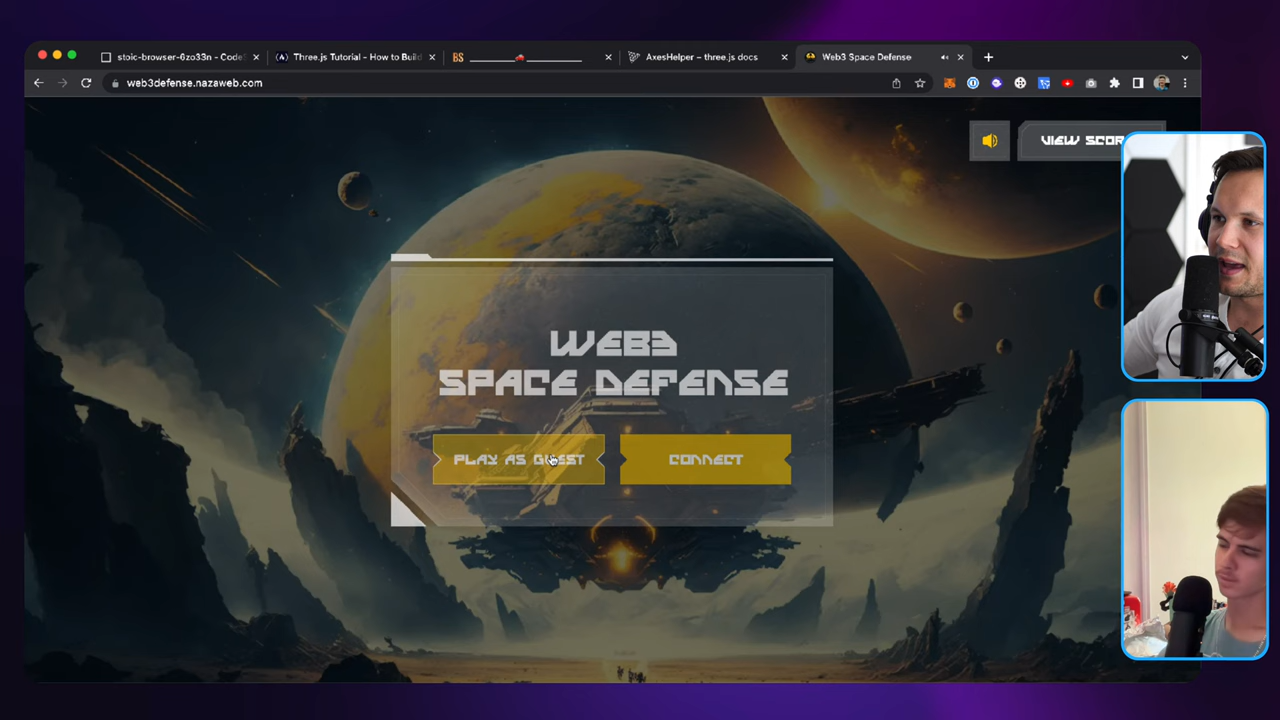 stoic-browser-6zo33n - CodeS
Three.js Tutorial - How to Build
BS
AxesHelper – three.js docs
Web3 Space Defense
web3defense.nazaweb.com
VIEW SCOR
WEB3
SPACE DEFENSE
PLAY AS GUEST
CONNECT